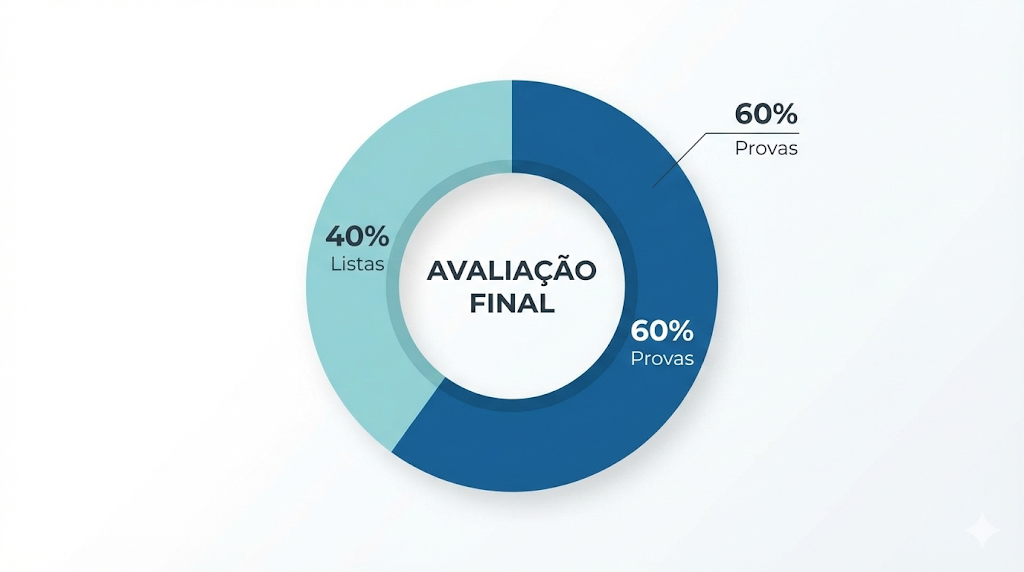 60%
Provas
40%
Listas
AVALIAÇÃO
FINAL
60%
Provas